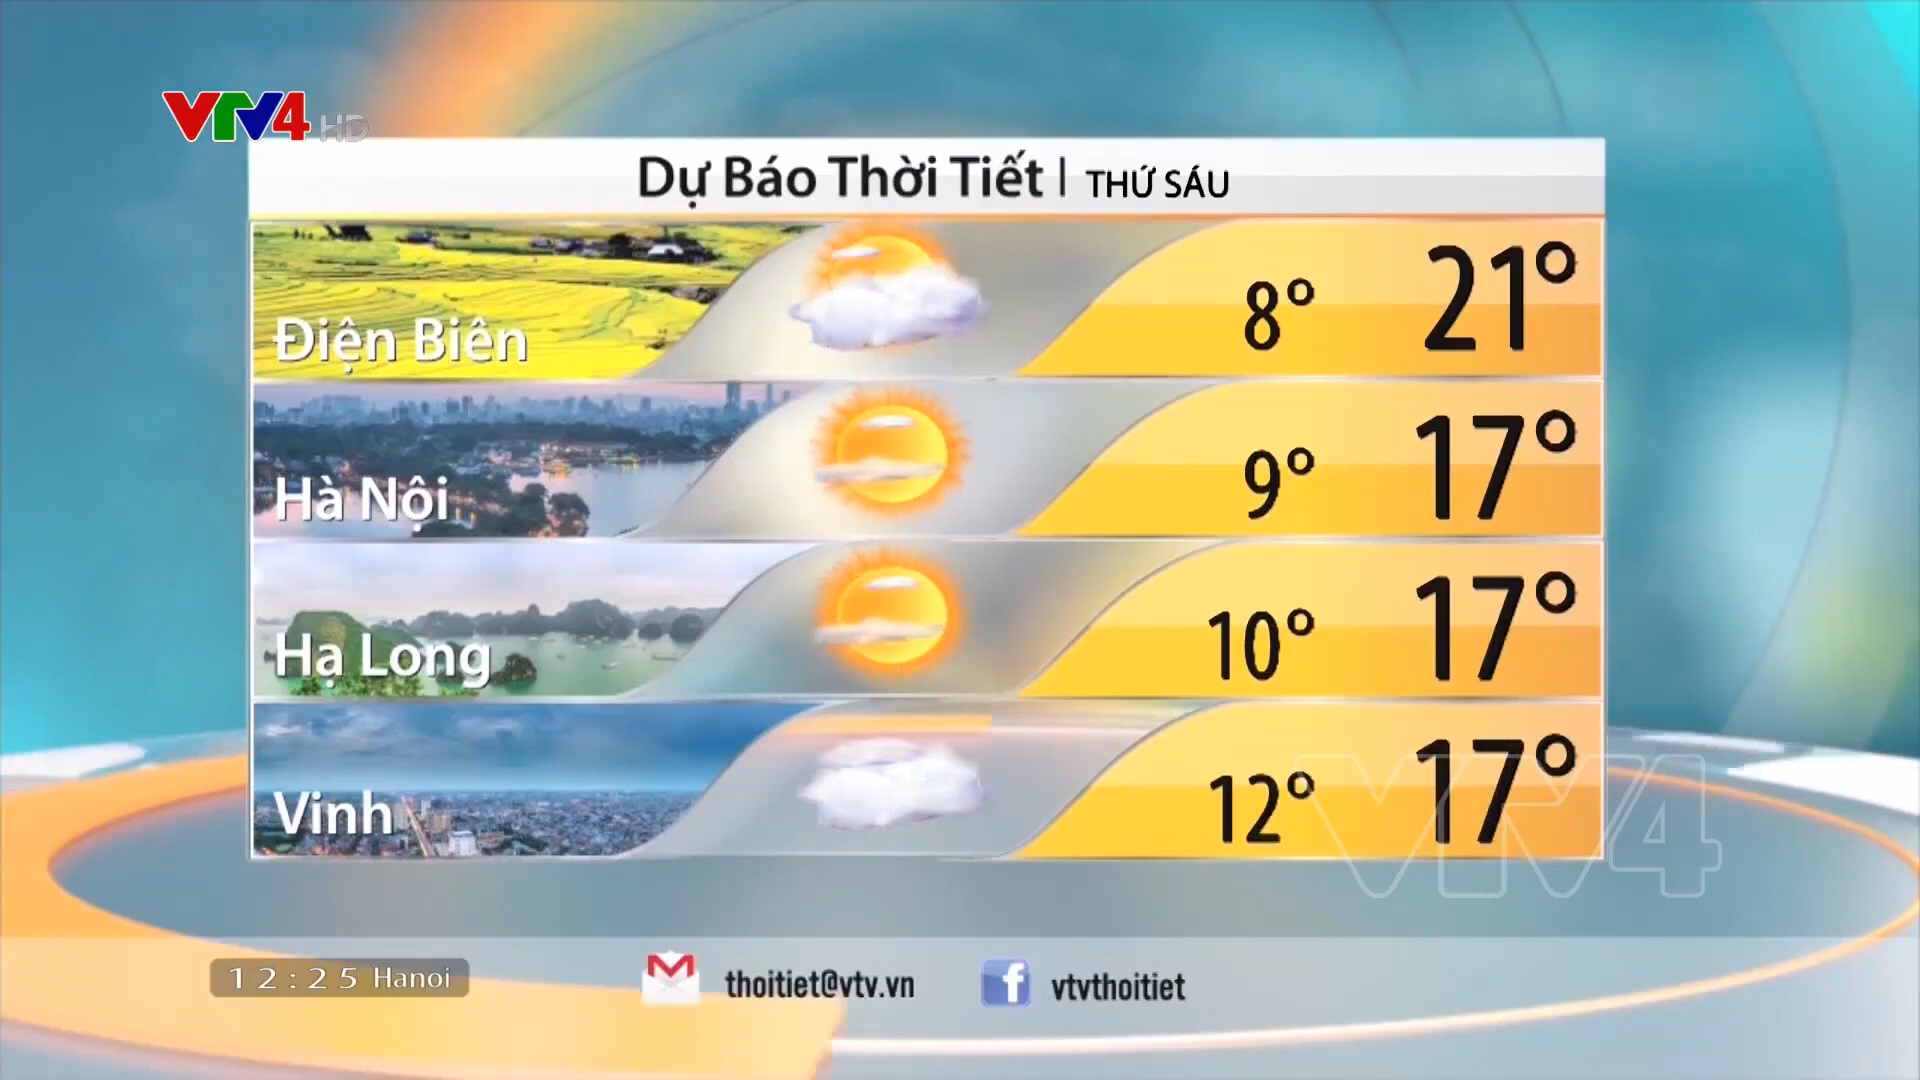 VTV4 HD
Dự Báo Thời Tiết | THỨ SÁU
Điện Biên 8° 21°
Hà Nội 9° 17°
Hạ Long 10° 17°
Vinh 12° 17°
VTV4
12:25 Hanoi thoitiet@vtv.vn vtvthoitiet